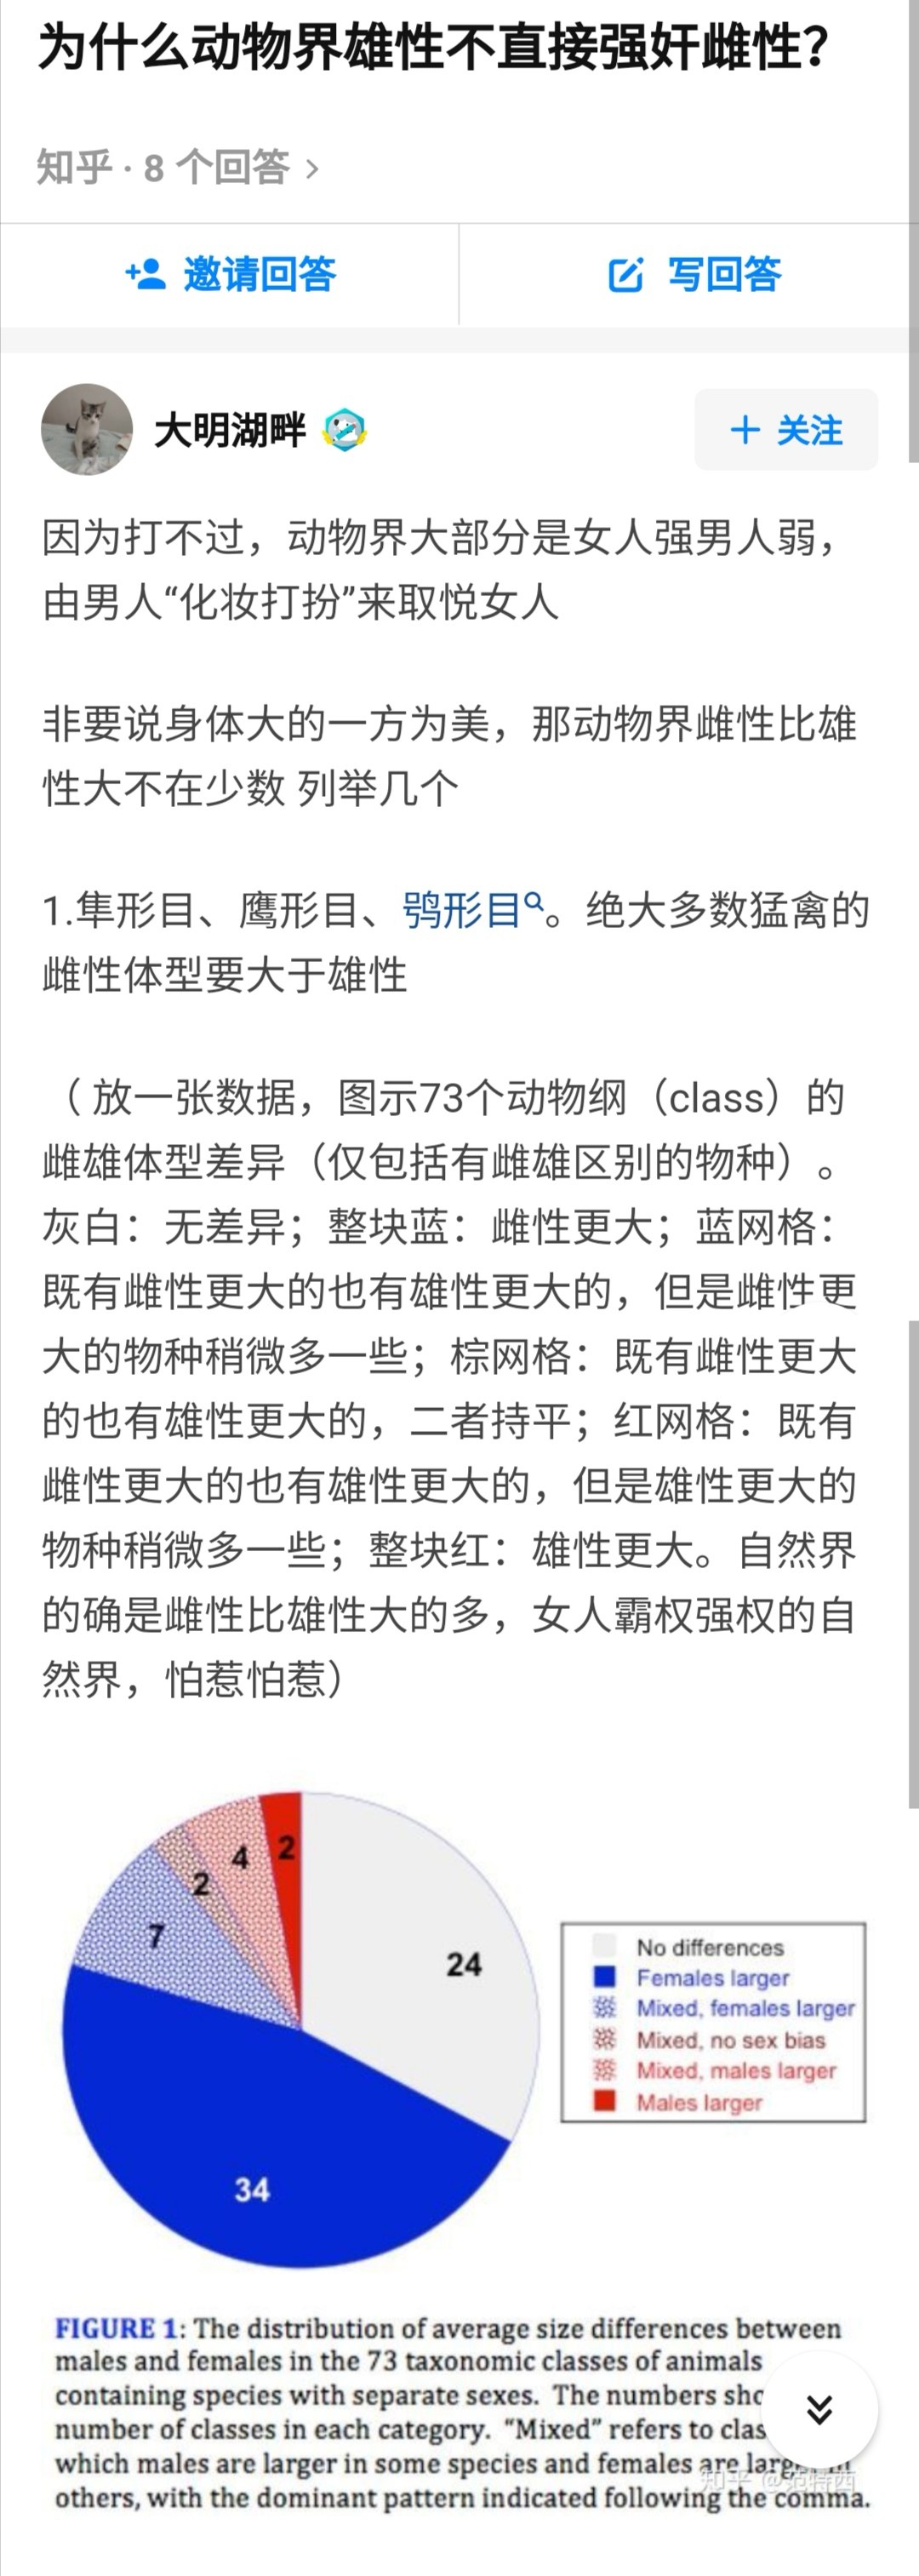 为什么动物界雄性不直接强奸雌性？
知乎 · 8 个回答 >
邀请回答
写回答
大明湖畔
＋ 关注
因为打不过，动物界大部分是女人强男人弱，
由男人“化妆打扮”来取悦女人
非要说身体大的一方为美，那动物界雌性比雄
性大不在少数 列举几个
1.隼形目、鹰形目、鸮形目。绝大多数猛禽的
雌性体型要大于雄性
（ 放一张数据，图示73个动物纲（class）的
雌雄体型差异（仅包括有雌雄区别的物种）。
灰白：无差异；整块蓝：雌性更大；蓝网格：
既有雌性更大的也有雄性更大的，但是雌性更
大的物种稍微多一些；棕网格：既有雌性更大
的也有雄性更大的，二者持平；红网格：既有
雌性更大的也有雄性更大的，但是雄性更大的
物种稍微多一些；整块红：雄性更大。自然界
的确是雌性比雄性大的多，女人霸权强权的自
然界，怕惹怕惹）
2
4
2
7
24
34
No differences
Females larger
Mixed, females larger
Mixed, no sex bias
Mixed, males larger
Males larger
FIGURE 1: The distribution of average size differences between
males and females in the 73 taxonomic classes of animals
containing species with separate sexes. The numbers
number of classes in each category. “Mixed” refers to
which males are larger in some species and females are
others, with the dominant pattern indicated following the comma.
知乎 @范特西